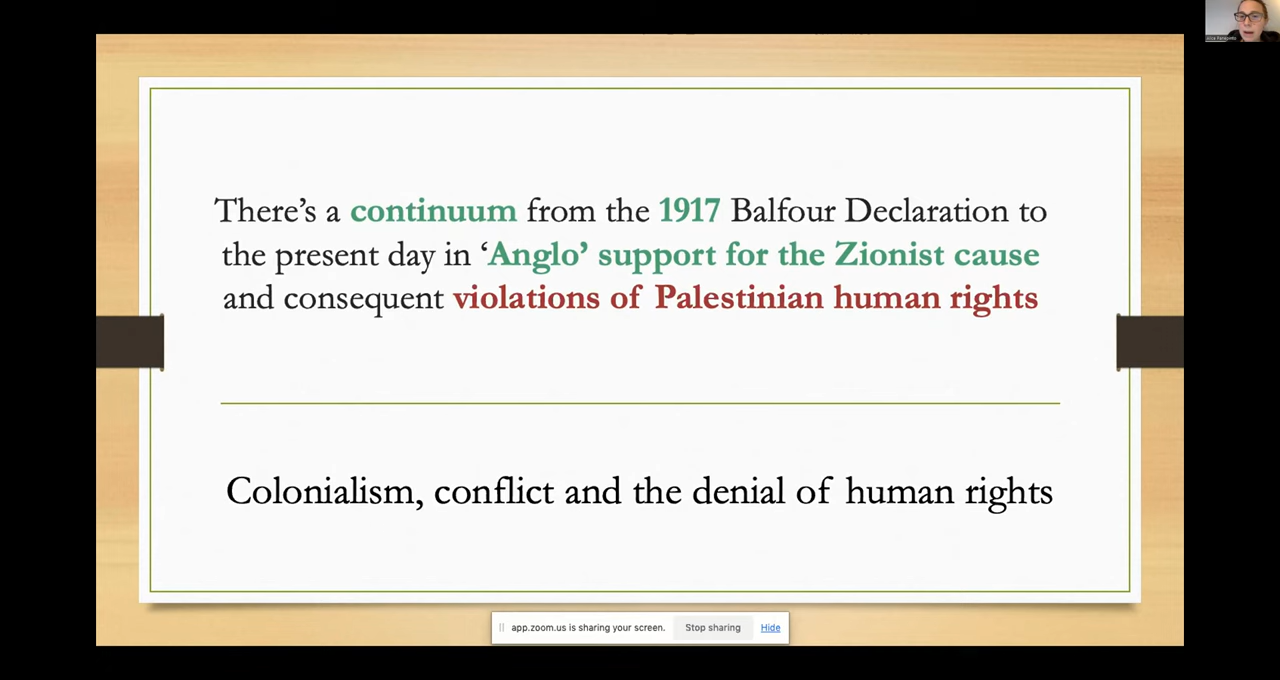 There's a continuum from the 1917 Balfour Declaration to
the present day in ‘Anglo’ support for the Zionist cause
and consequent violations of Palestinian human rights
Colonialism, conflict and the denial of human rights
app.zoom.us is sharing your screen. Stop sharing Hide